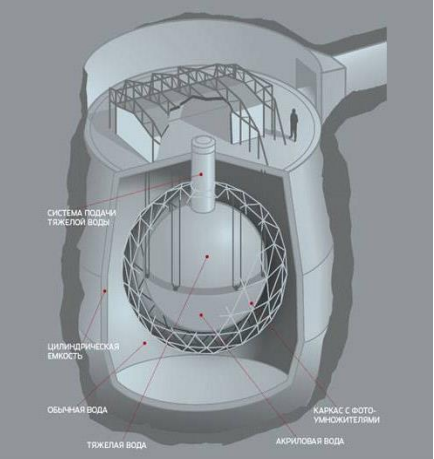 СИСТЕМА ПОДАЧИ
ТЯЖЕЛОЙ ВОДЫ
ЦИЛИНДРИЧЕСКАЯ
ЕМКОСТЬ
ОБЫЧНАЯ ВОДА
ТЯЖЕЛАЯ ВОДА
КАРКАС С ФОТО-
УМНОЖИТЕЛЯМИ
АКРИЛОВАЯ ВОДА